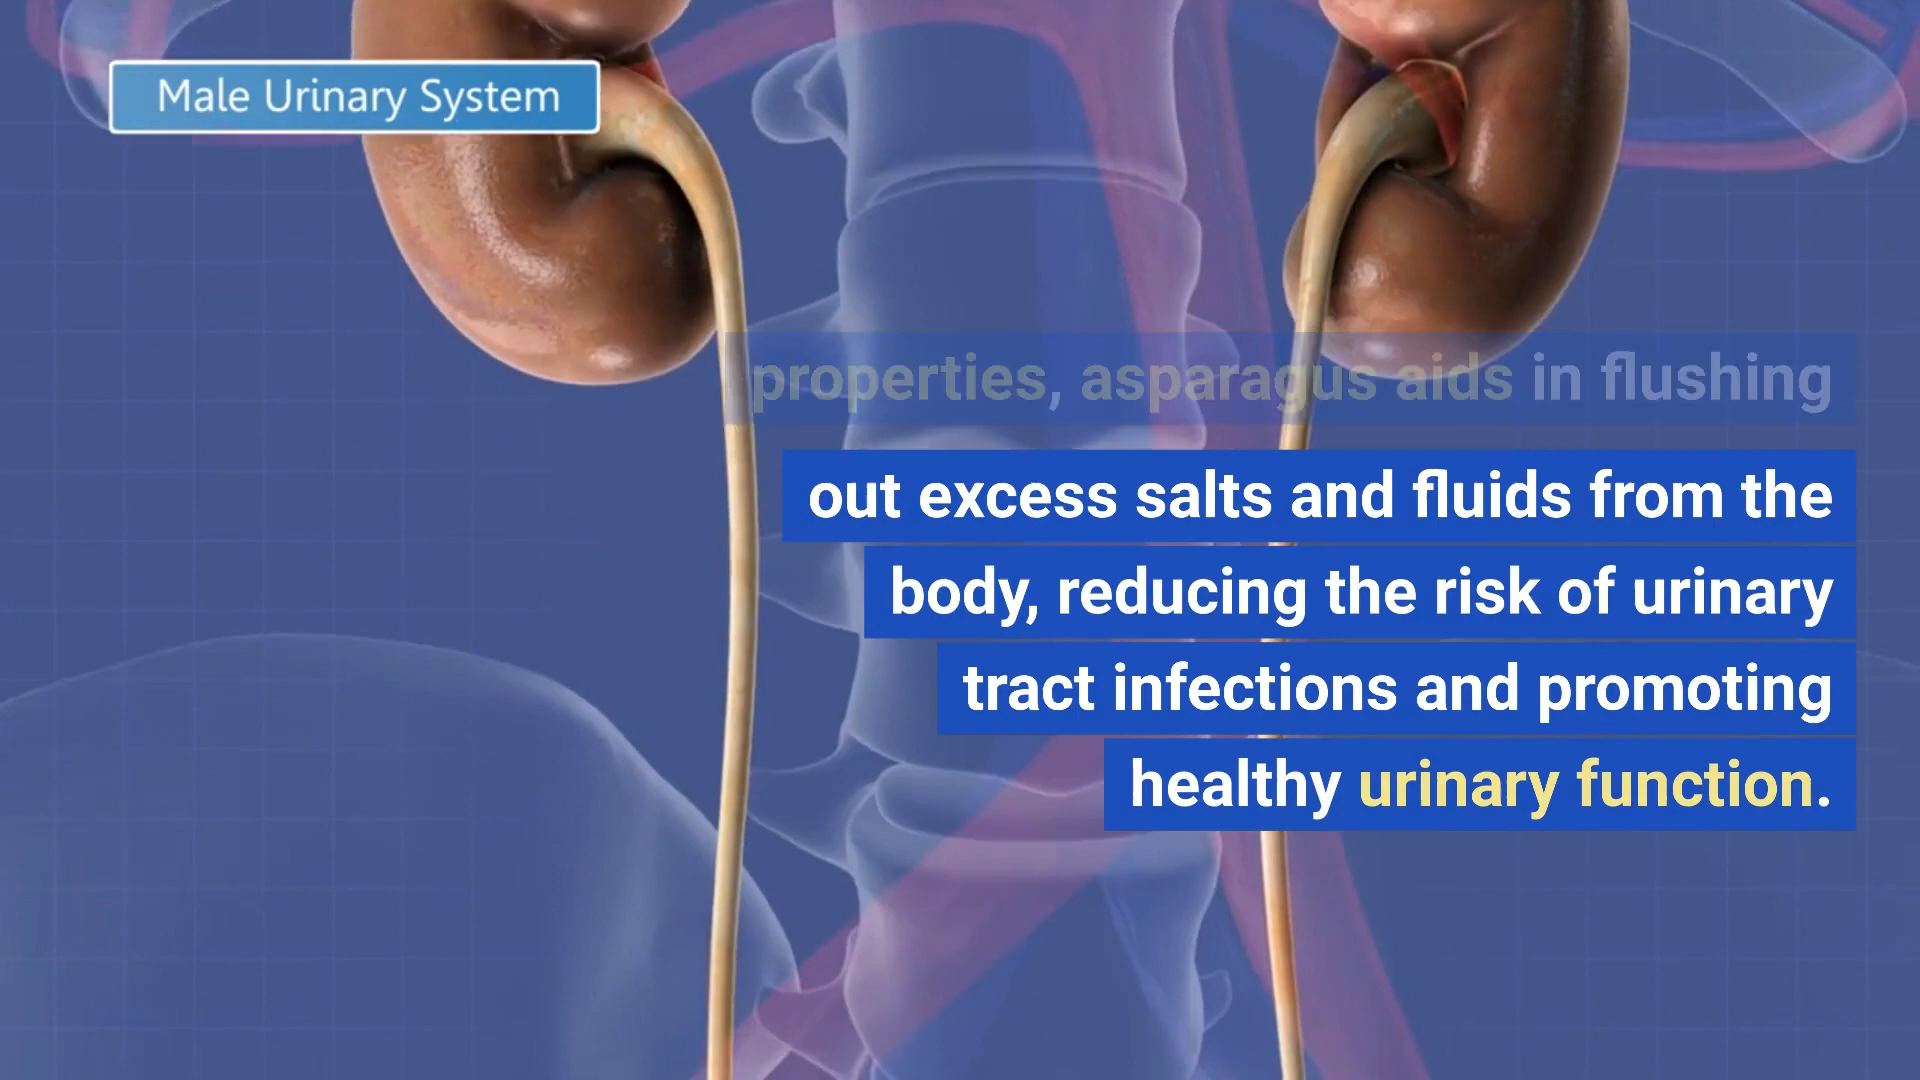 Male Urinary System
properties, asparagus aids in flushing
out excess salts and fluids from the
body, reducing the risk of urinary
tract infections and promoting
healthy urinary function.